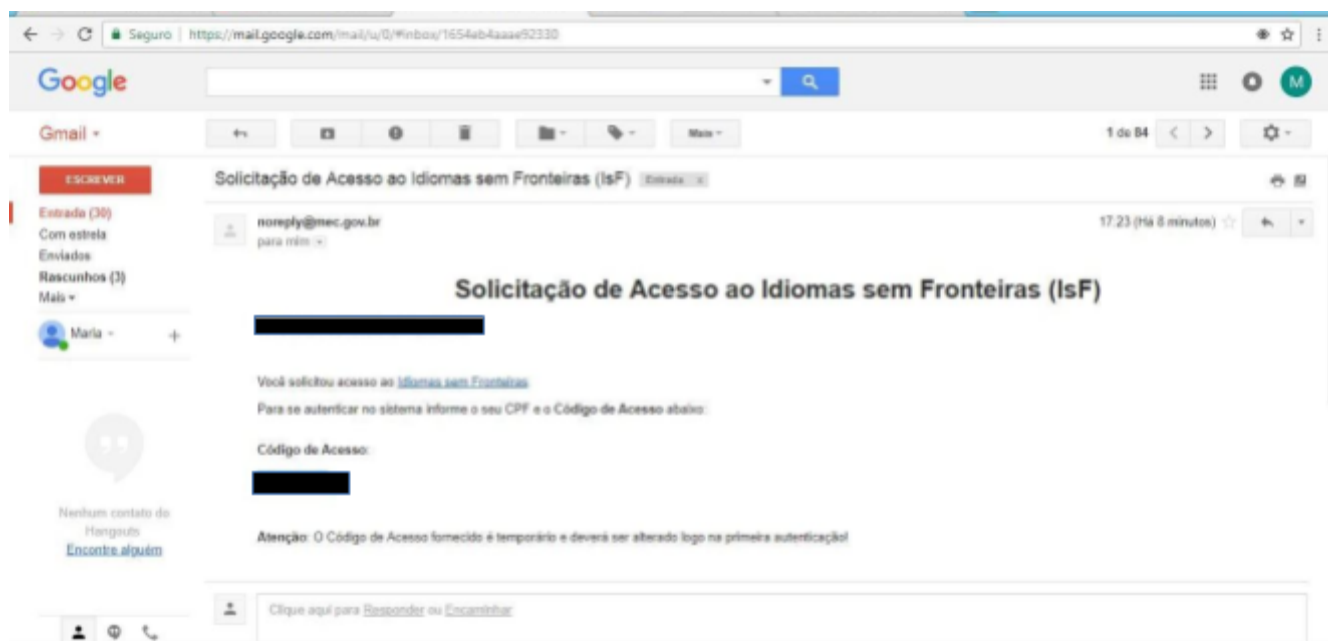 Seguro | https://mail.google.com/mail/u/0/#inbox/1654eb4aaae92330
Google
M
Gmail
Mais
1 de 84
ESCREVER
Solicitação de Acesso ao Idiomas sem Fronteiras (IsF) Entrada x
Entrada (30)
Com estrela
Enviados
Rascunhos (3)
Mais
noreply@mec.gov.br
17:23 (Há 8 minutos)
para mim
Solicitação de Acesso ao Idiomas sem Fronteiras (IsF)
Maria
+
Você solicitou acesso ao Idiomas sem Fronteiras
Para se autenticar no sistema informe o seu CPF e o Código de Acesso abaixo:
Código de Acesso:
Nenhum contato do
Hangouts
Encontre alguém
Atenção: O Código de Acesso fornecido é temporário e deverá ser alterado logo na primeira autenticação!
Clique aqui para Responder ou Encaminhar